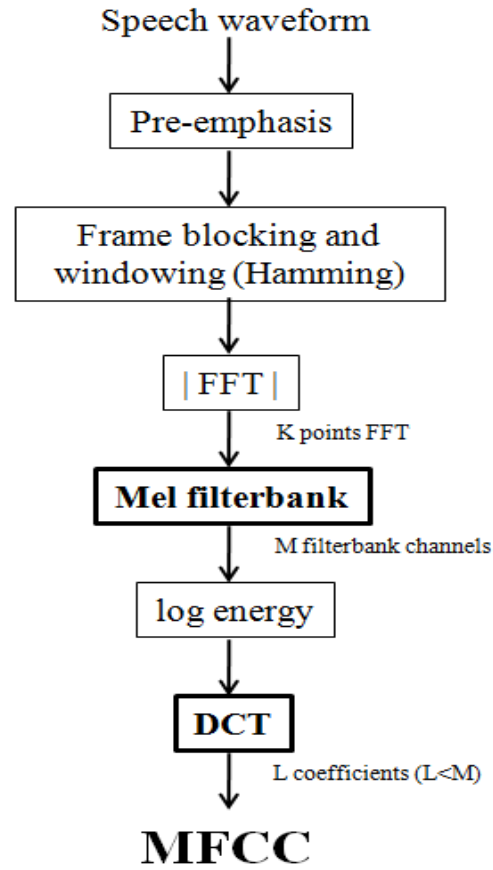 Speech waveform
Pre-emphasis
Frame blocking and
windowing (Hamming)
| FFT |
K points FFT
Mel filterbank
M filterbank channels
log energy
DCT
L coefficients (L<M)
MFCC